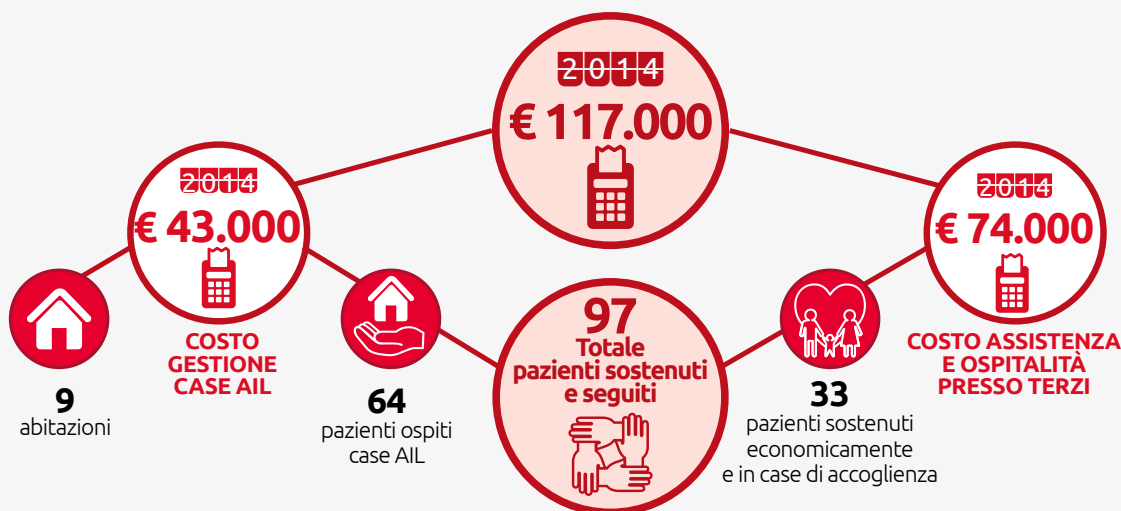 2014
€ 117.000
2014
€ 43.000
COSTO
GESTIONE
CASE AIL
9
abitazioni
64
pazienti ospiti
case AIL
97
Totale
pazienti sostenuti
e seguiti
33
pazienti sostenuti
economicamente
e in case di accoglienza
2014
€ 74.000
COSTO ASSISTENZA
E OSPITALITÀ
PRESSO TERZI